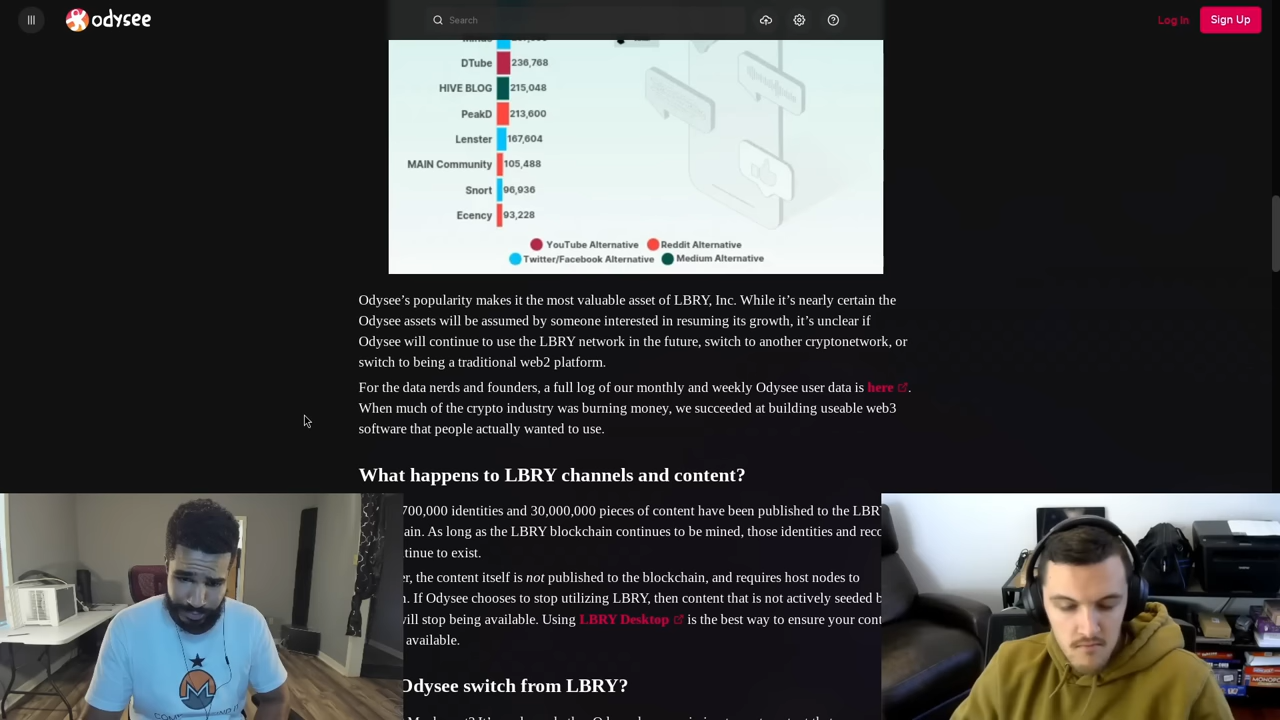 odysee
Search
Log In
Sign Up
DTube 236,768
HIVE BLOG 215,048
PeakD 213,600
Lenster 167,604
MAIN Community 105,488
Snort 96,936
Ecency 93,228
YouTube Alternative Reddit Alternative
Twitter/Facebook Alternative Medium Alternative
Odysee’s popularity makes it the most valuable asset of LBRY, Inc. While it’s nearly certain the
Odysee assets will be assumed by someone interested in resuming its growth, it’s unclear if
Odysee will continue to use the LBRY network in the future, switch to another cryptonetwork, or
switch to being a traditional web2 platform.
For the data nerds and founders, a full log of our monthly and weekly Odysee user data is here.
When much of the crypto industry was burning money, we succeeded at building useable web3
software that people actually wanted to use.
What happens to LBRY channels and content?
700,000 identities and 30,000,000 pieces of content have been published to the LBRY
ain. As long as the LBRY blockchain continues to be mined, those identities and reco
tinue to exist.
er, the content itself is not published to the blockchain, and requires host nodes to
. If Odysee chooses to stop utilizing LBRY, then content that is not actively seeded b
will stop being available. Using LBRY Desktop is the best way to ensure your cont
available.
Odysee switch from LBRY?
MONOPOLY